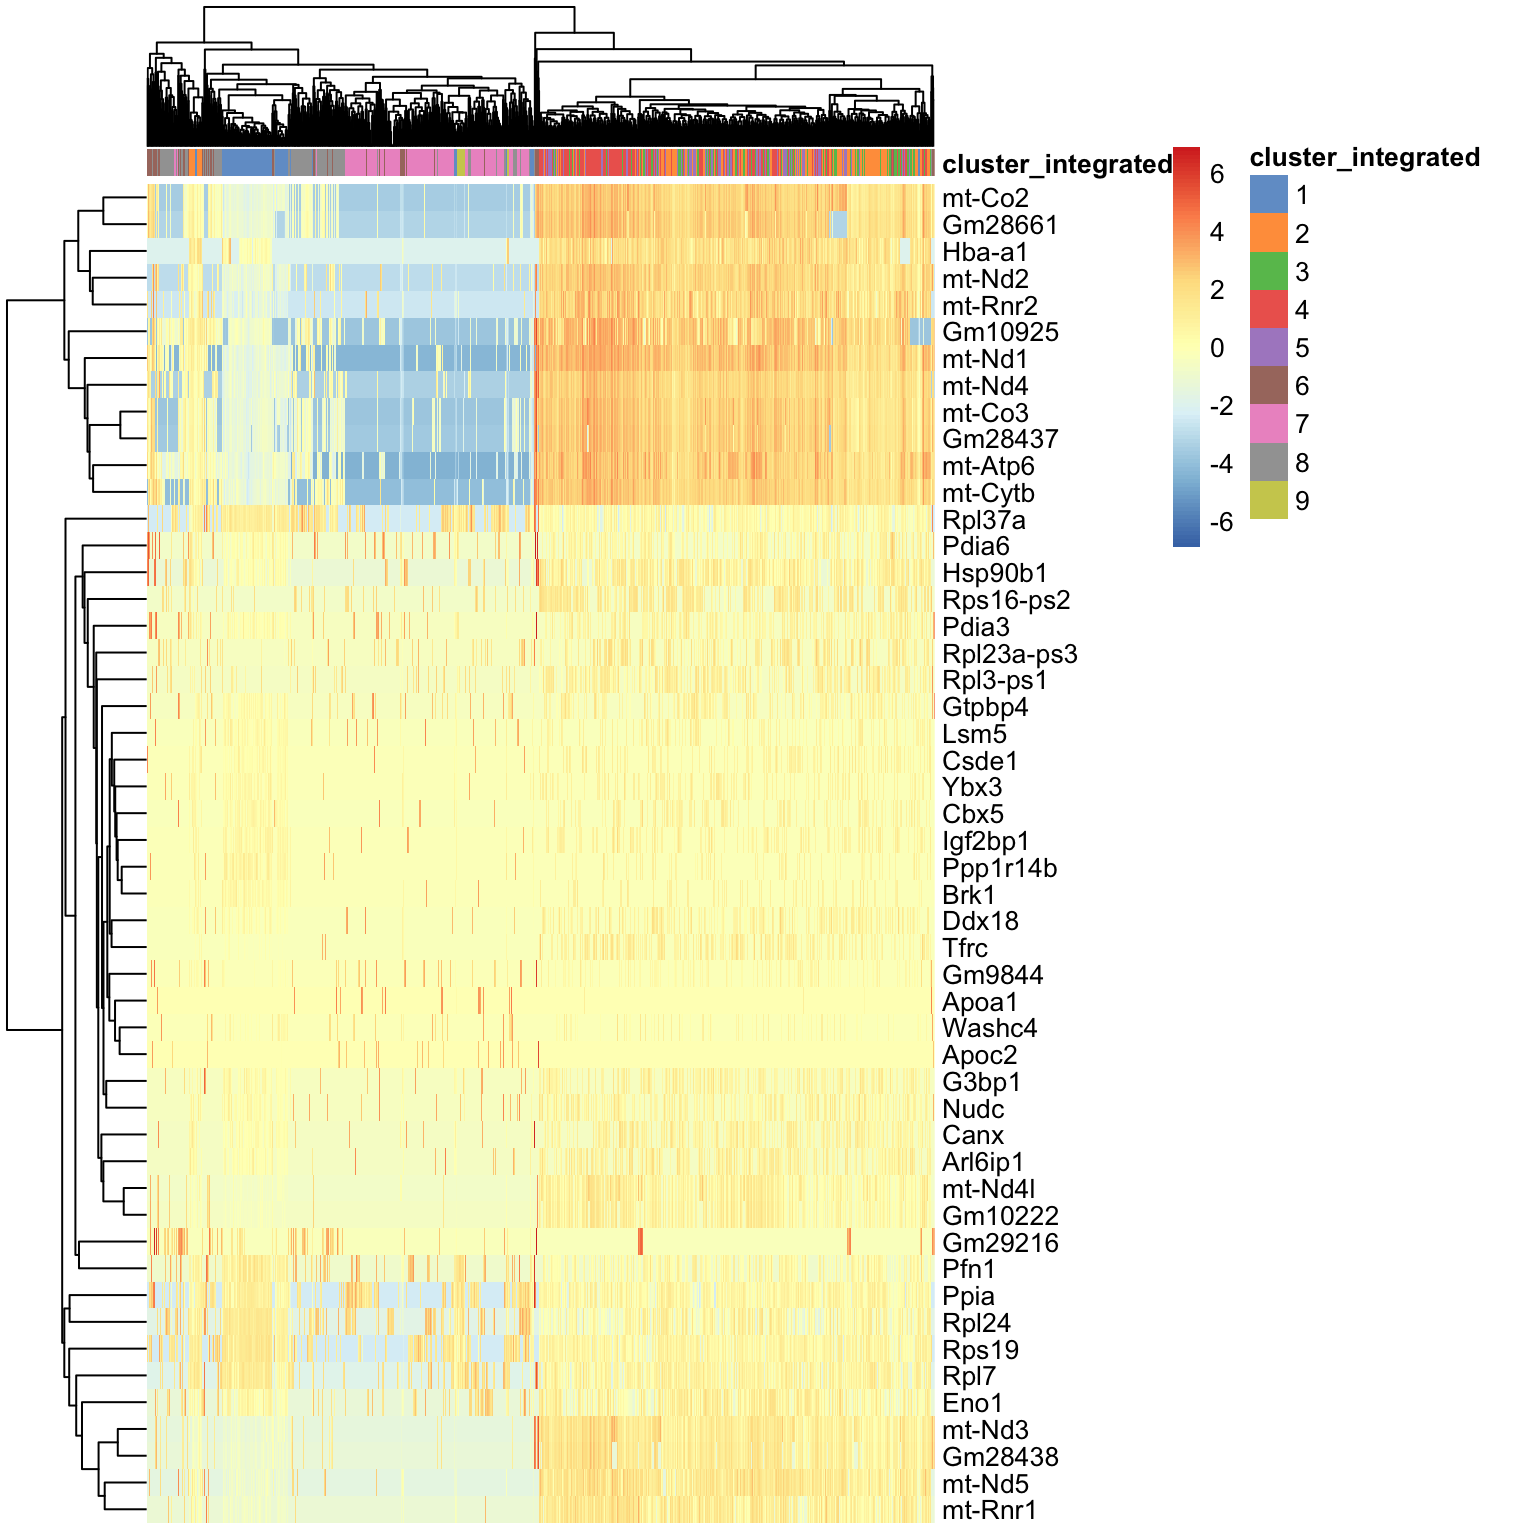 cluster_integrated
mt-Co2
Gm28661
Hba-a1
mt-Nd2
mt-Rnr2
Gm10925
mt-Nd1
mt-Nd4
mt-Co3
Gm28437
mt-Atp6
mt-Cytb
Rpl37a
Pdia6
Hsp90b1
Rps16-ps2
Pdia3
Rpl23a-ps3
Rpl3-ps1
Gtpbp4
Lsm5
Csde1
Ybx3
Cbx5
Igf2bp1
Ppp1r14b
Brk1
Ddx18
Tfrc
Gm9844
Apoa1
Washc4
Apoc2
G3bp1
Nudc
Canx
Arl6ip1
mt-Nd4l
Gm10222
Gm29216
Pfn1
Ppia
Rpl24
Rps19
Rpl7
Eno1
mt-Nd3
Gm28438
mt-Nd5
mt-Rnr1
6
4
2
0
-2
-4
-6
cluster_integrated
1
2
3
4
5
6
7
8
9